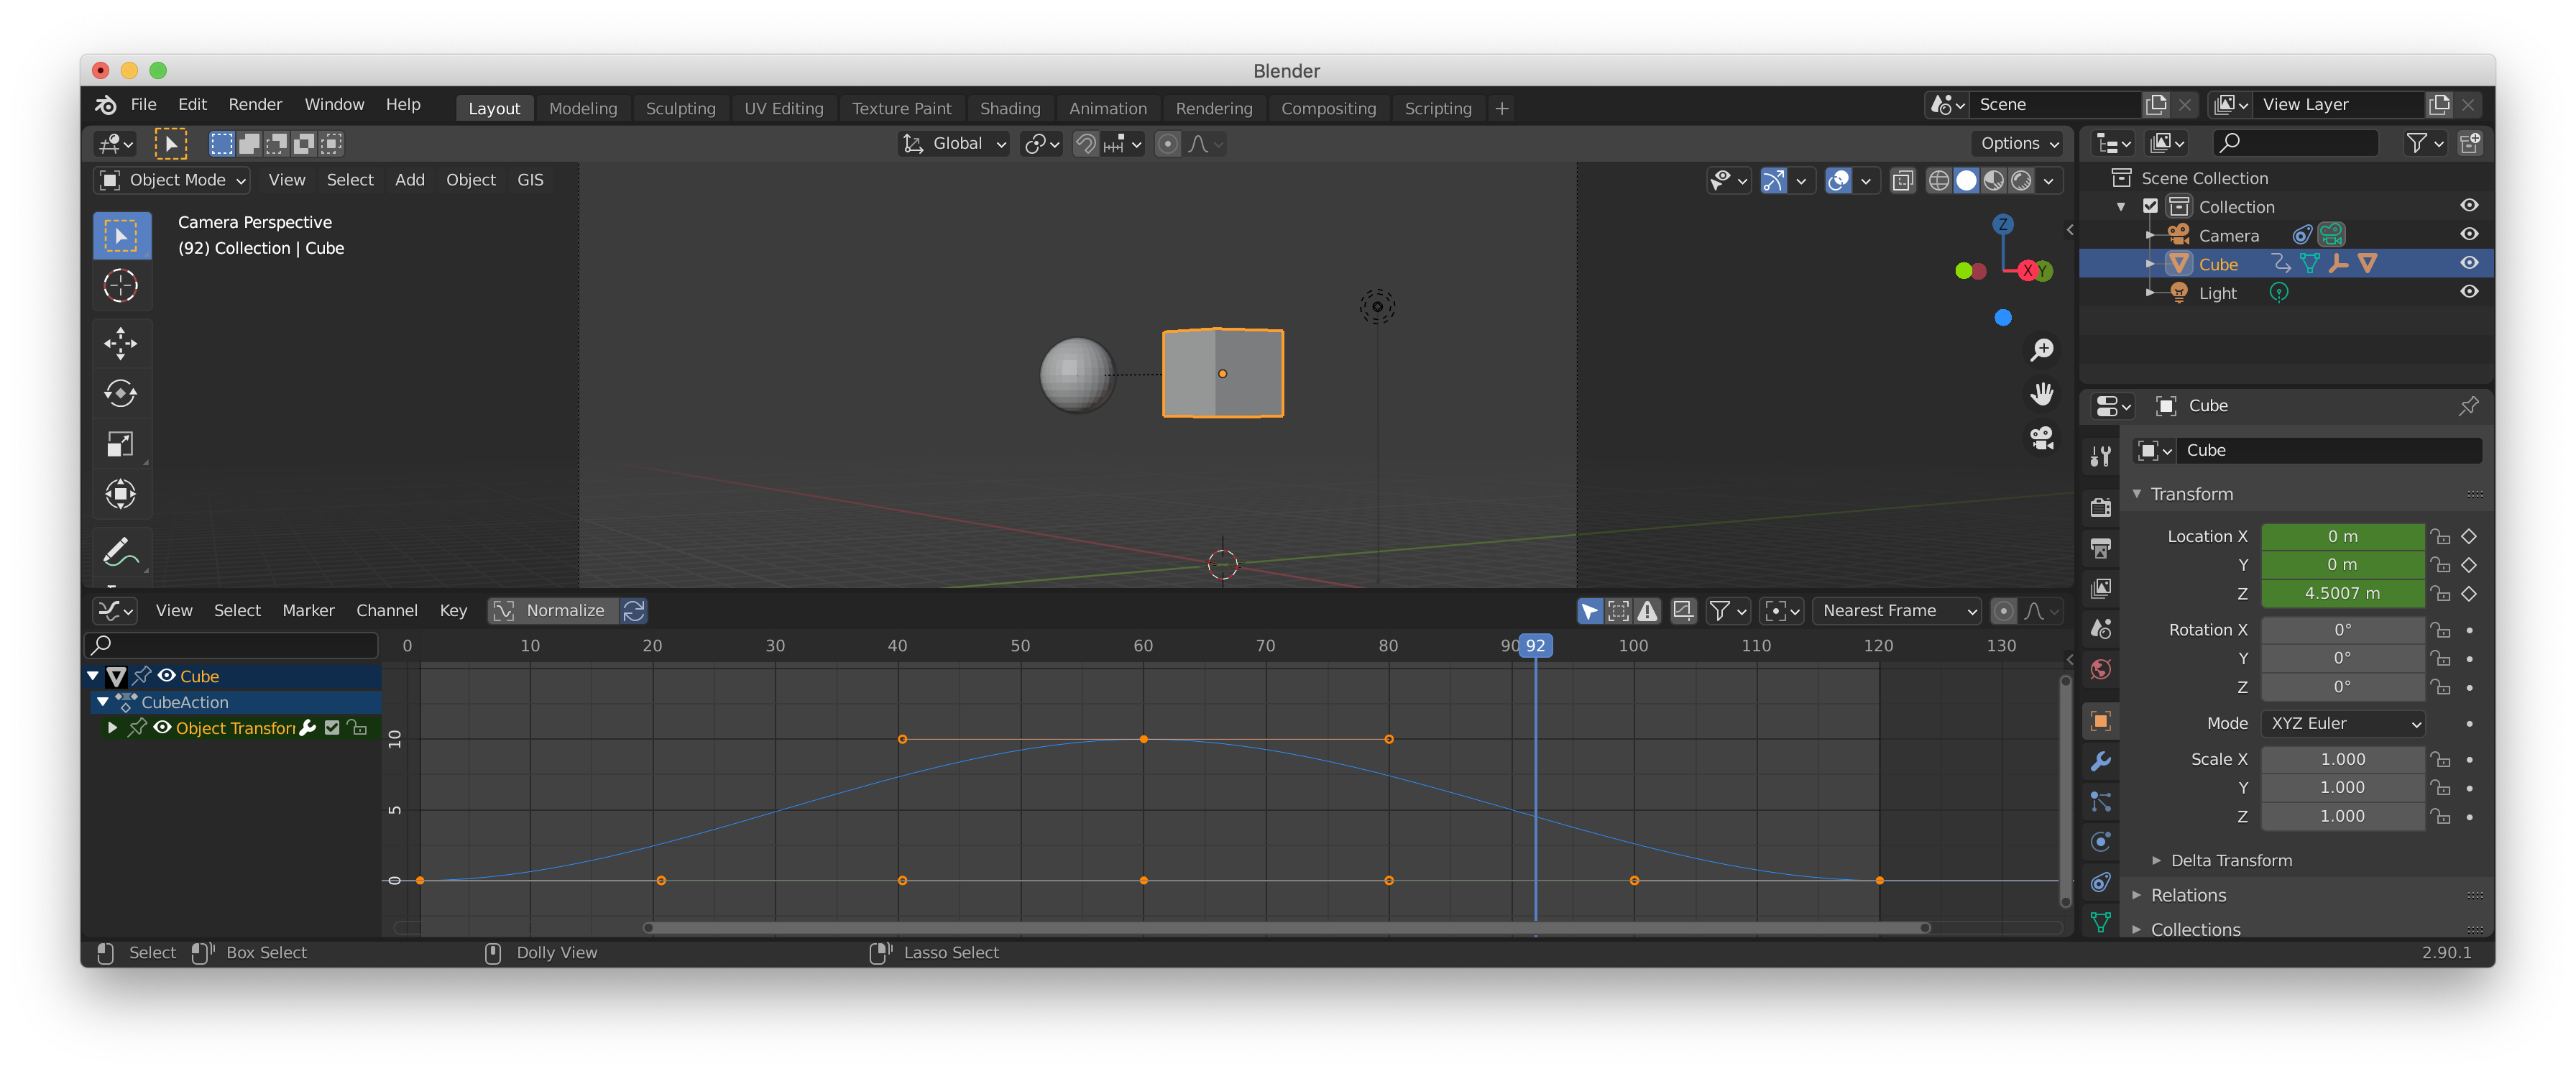 Blender
File Edit Render Window Help Layout Modeling Sculpting UV Editing Texture Paint Shading Animation Rendering Compositing Scripting + Scene View Layer
Global Options
Object Mode View Select Add Object GIS
Camera Perspective
(92) Collection | Cube
Z
X Y
Scene Collection
Collection
Camera
Cube
Light
Cube
Cube
Transform
Location X 0 m
Y 0 m
Z 4.5007 m
Rotation X 0°
Y 0°
Z 0°
Mode XYZ Euler
Scale X 1.000
Y 1.000
Z 1.000
Delta Transform
Relations
Collections
View Select Marker Channel Key Normalize Nearest Frame
0 10 20 30 40 50 60 70 80 90 92 100 110 120 130
Cube
CubeAction
Object Transfor
10
5
0
Select Box Select Dolly View Lasso Select 2.90.1